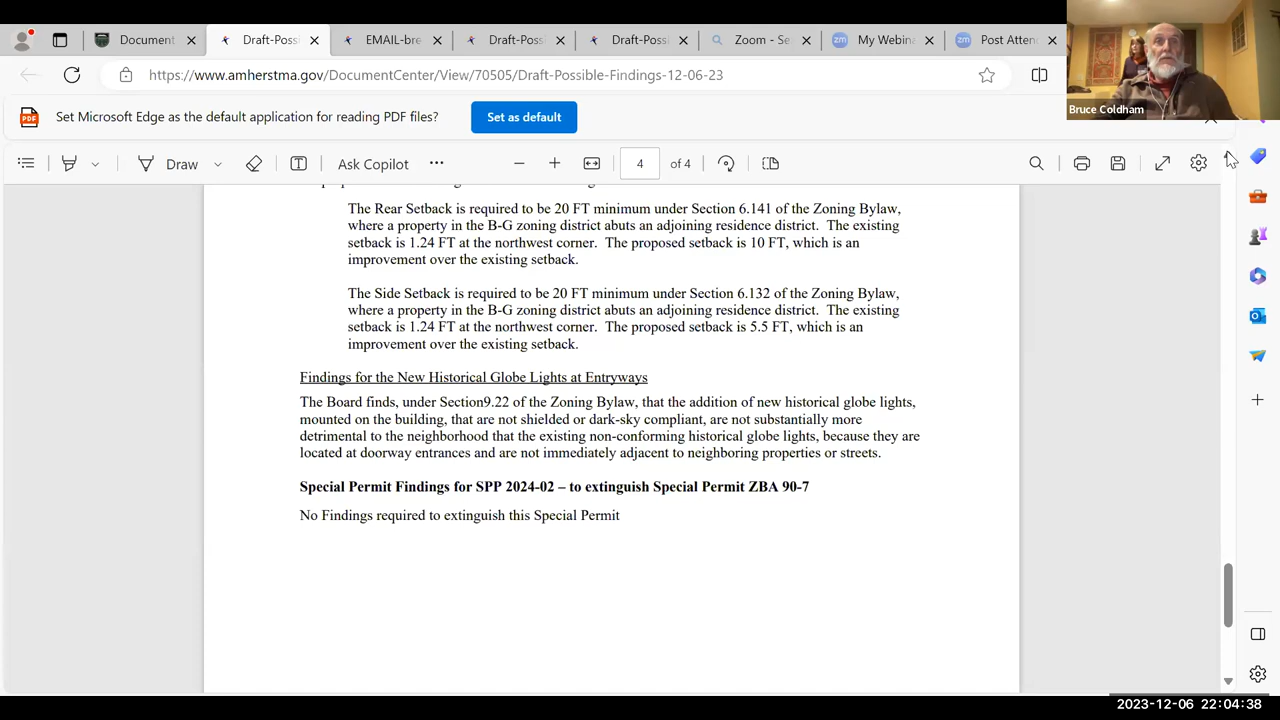 Document
Draft-Poss
EMAIL-bre
Draft-Poss
Draft-Poss
Zoom - Se
My Webina
Post Attend
https://www.amherstma.gov/DocumentCenter/View/70505/Draft-Possible-Findings-12-06-23
Bruce Coldham
PDF
Set Microsoft Edge as the default application for reading PDF files?
Set as default
Draw
Ask Copilot
4 of 4
The Rear Setback is required to be 20 FT minimum under Section 6.141 of the Zoning Bylaw,
where a property in the B-G zoning district abuts an adjoining residence district. The existing
setback is 1.24 FT at the northwest corner. The proposed setback is 10 FT, which is an
improvement over the existing setback.
The Side Setback is required to be 20 FT minimum under Section 6.132 of the Zoning Bylaw,
where a property in the B-G zoning district abuts an adjoining residence district. The existing
setback is 1.24 FT at the northwest corner. The proposed setback is 5.5 FT, which is an
improvement over the existing setback.
Findings for the New Historical Globe Lights at Entryways
The Board finds, under Section9.22 of the Zoning Bylaw, that the addition of new historical globe lights,
mounted on the building, that are not shielded or dark-sky compliant, are not substantially more
detrimental to the neighborhood that the existing non-conforming historical globe lights, because they are
located at doorway entrances and are not immediately adjacent to neighboring properties or streets.
Special Permit Findings for SPP 2024-02 – to extinguish Special Permit ZBA 90-7
No Findings required to extinguish this Special Permit
2023-12-06 22:04:38